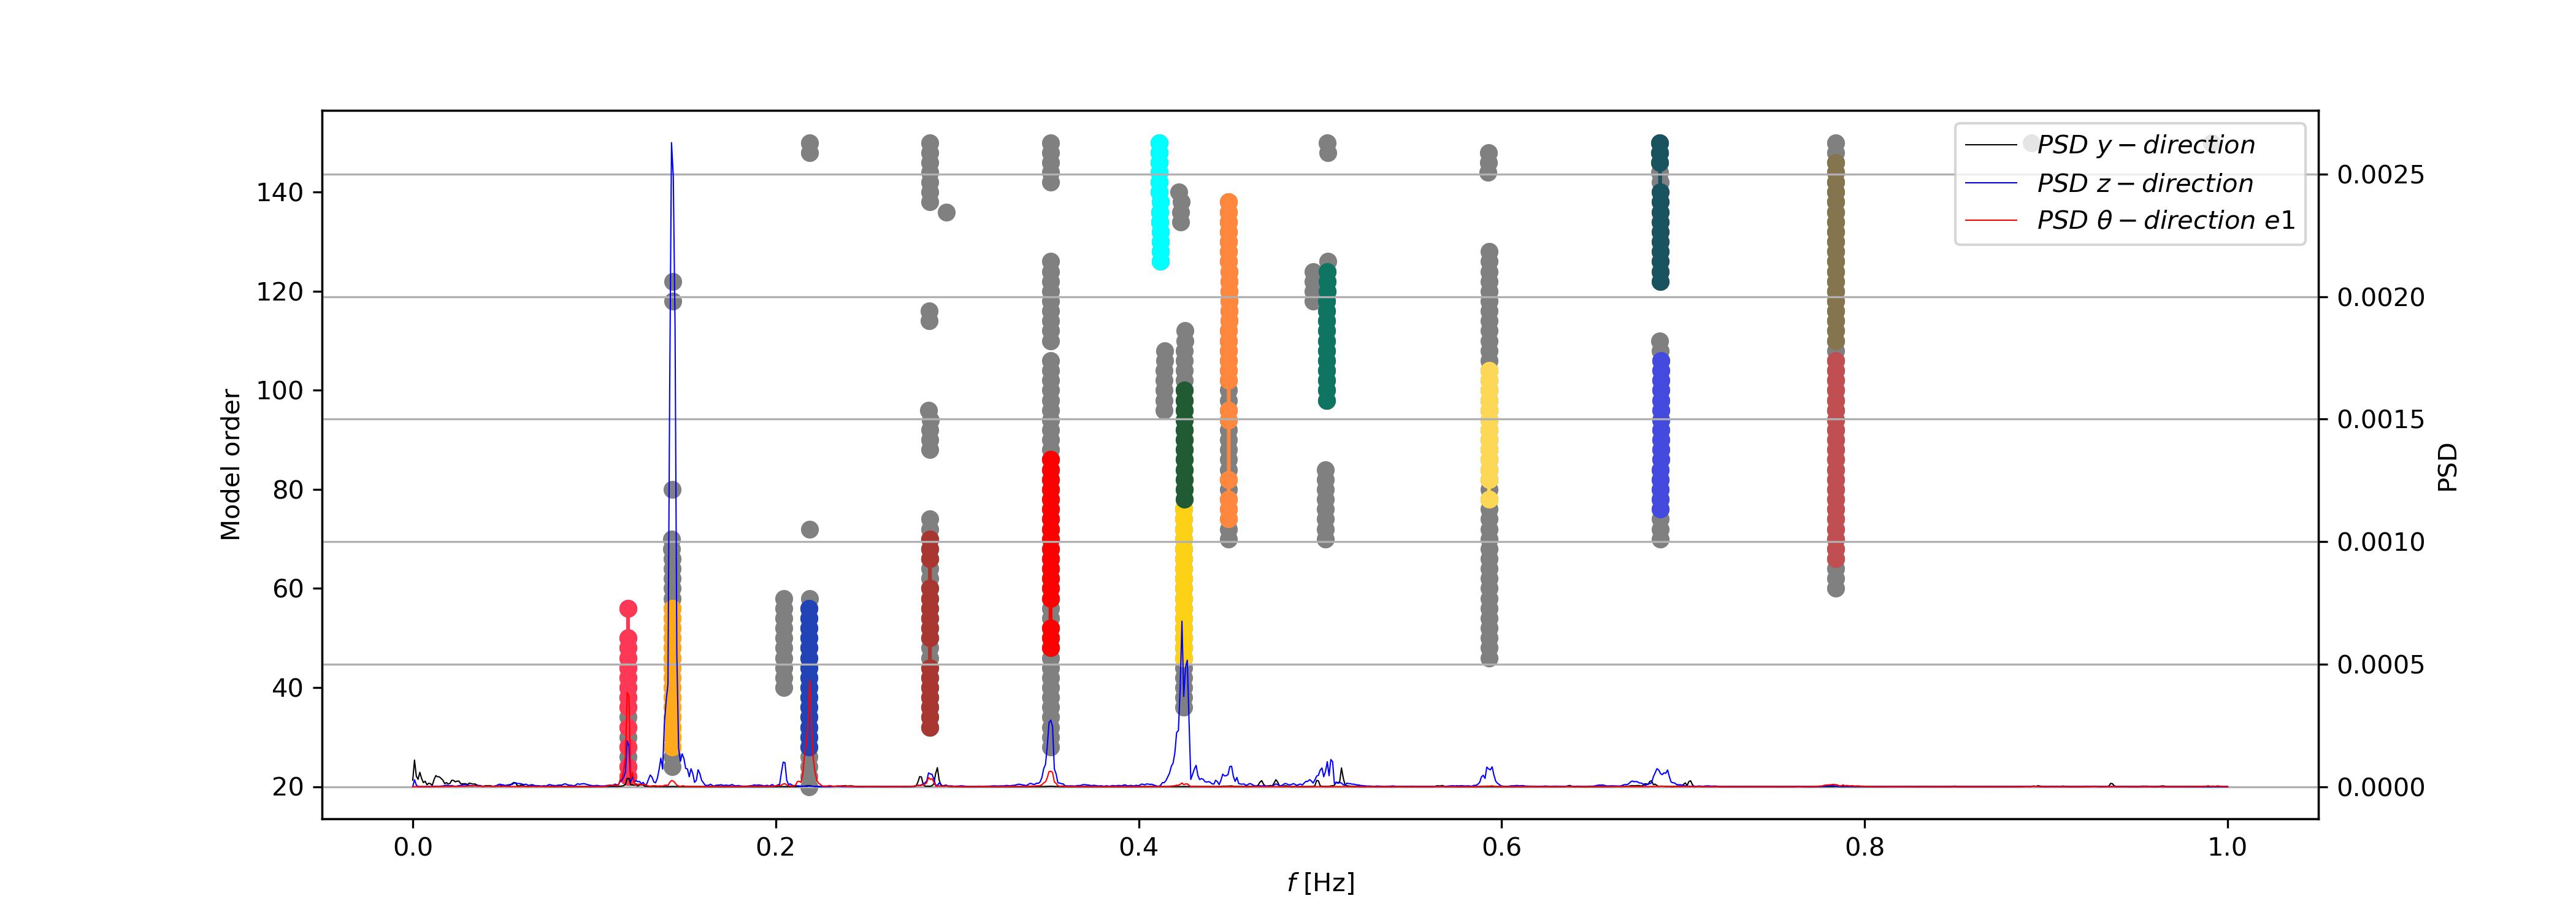 PSD y − direction
PSD z − direction
PSD θ − direction e1
140
120
100
80
60
40
20
Model order
0.0025
0.0020
0.0015
0.0010
0.0005
0.0000
PSD
0.0 0.2 0.4 0.6 0.8 1.0
f [Hz]